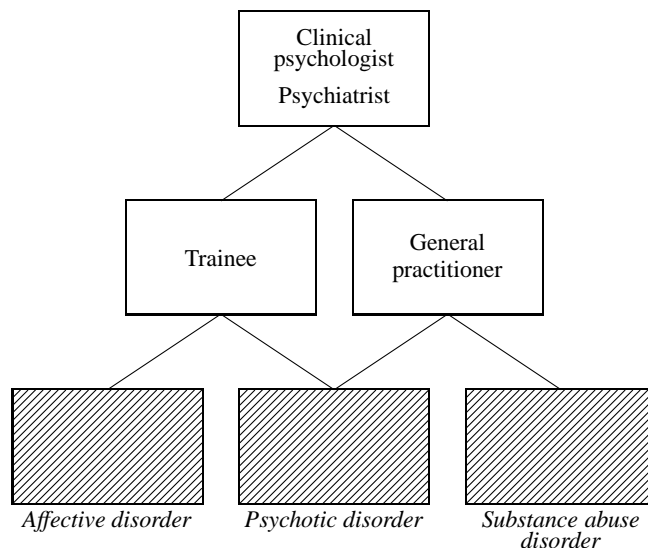 Clinical
psychologist
Psychiatrist
Trainee
General
practitioner
Affective disorder
Psychotic disorder
Substance abuse
disorder